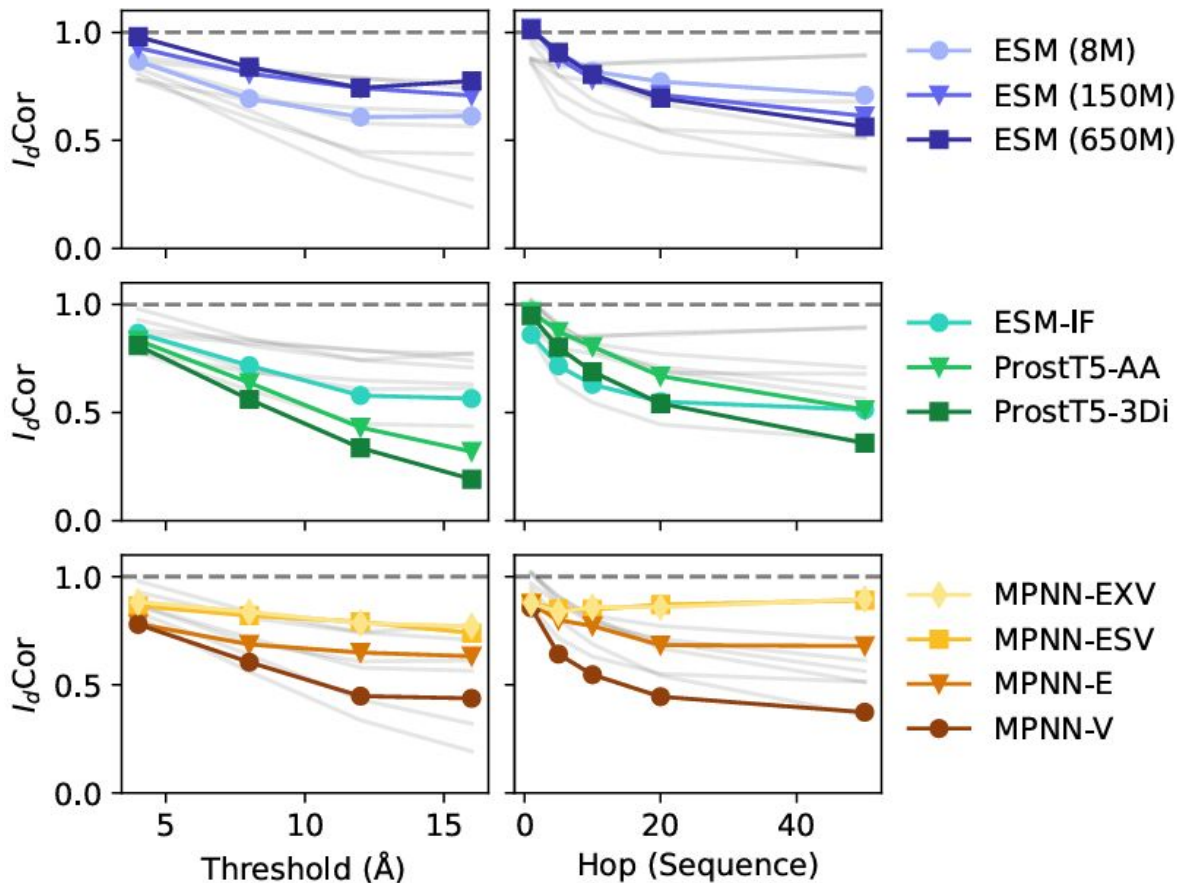 1.0
0.5
0.0
I_dCor
ESM (8M)
ESM (150M)
ESM (650M)
1.0
0.5
0.0
I_dCor
ESM-IF
ProstT5-AA
ProstT5-3Di
1.0
0.5
0.0
I_dCor
MPNN-EXV
MPNN-ESV
MPNN-E
MPNN-V
5 10 15
0 20 40
Threshold (Å)
Hop (Sequence)